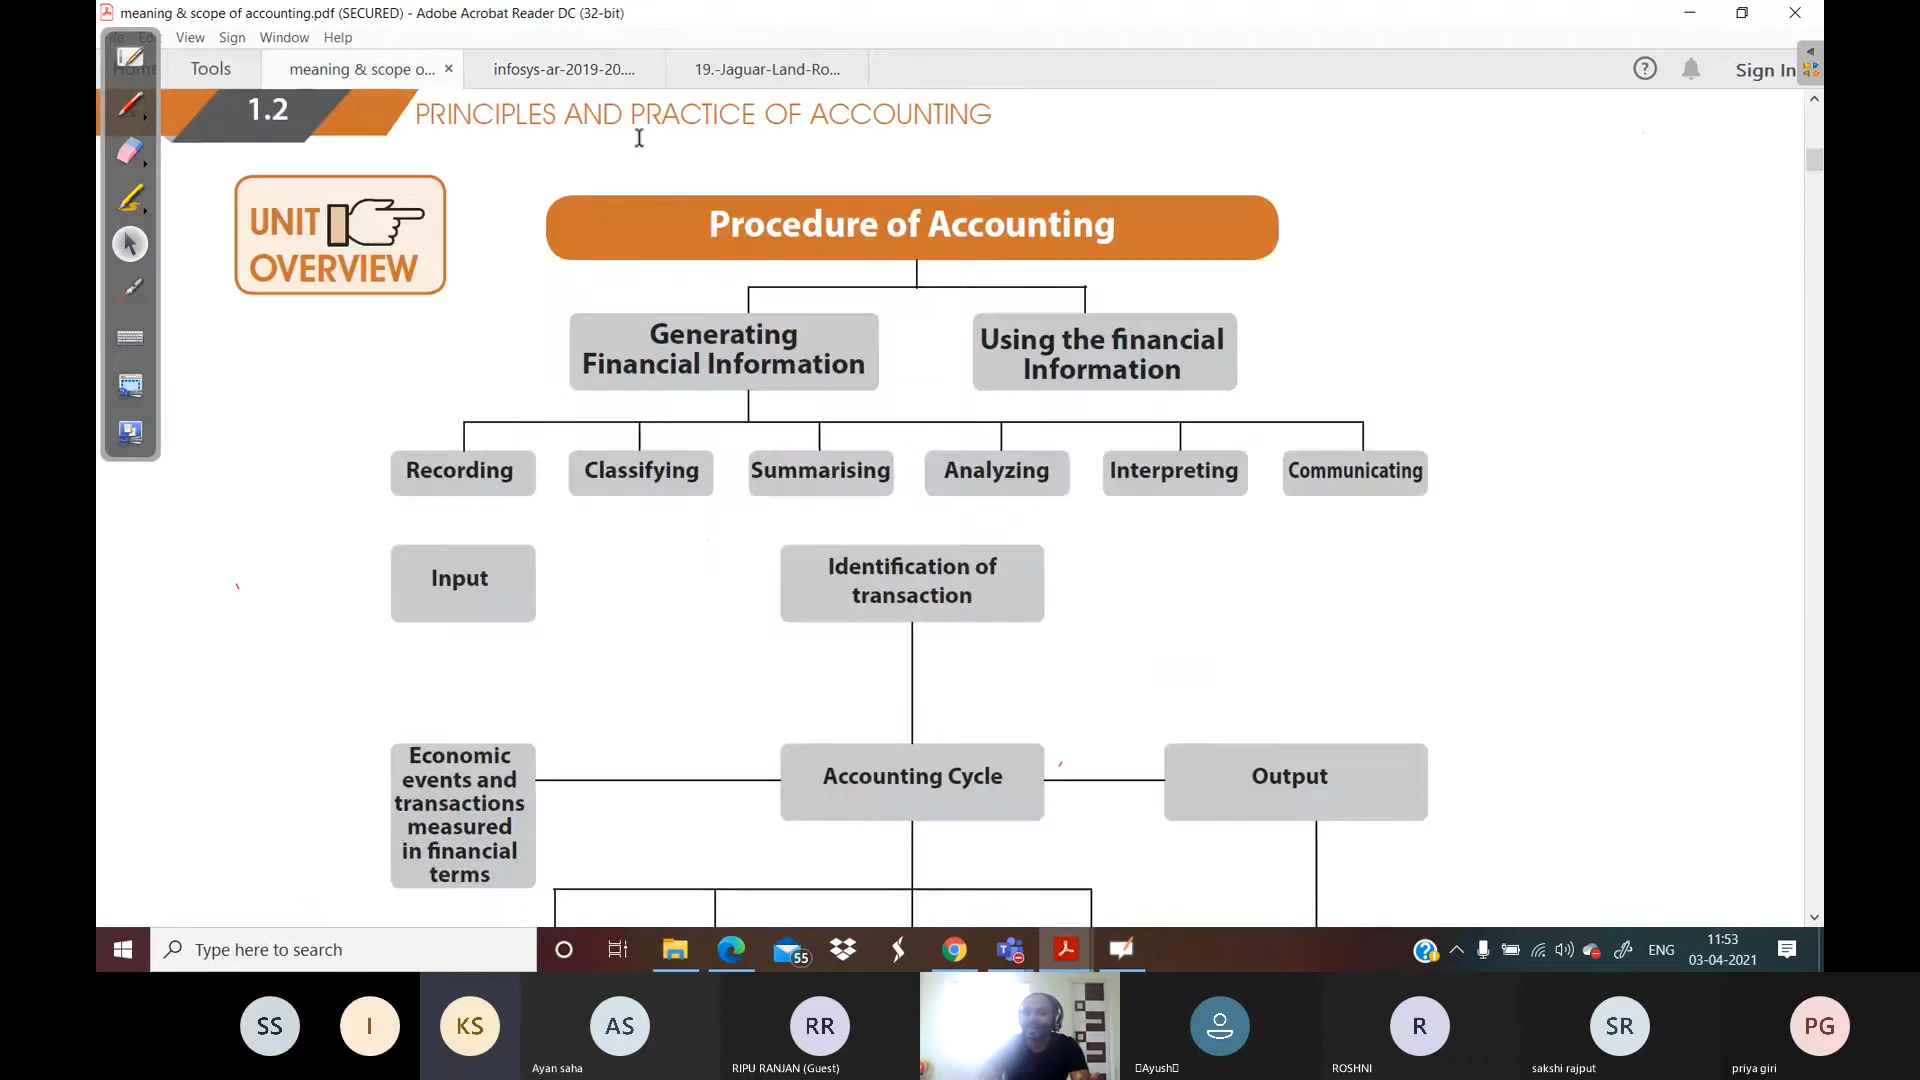 meaning & scope of accounting.pdf (SECURED) - Adobe Acrobat Reader DC (32-bit)
View Sign Window Help
Tools
meaning & scope o... ×
infosys-ar-2019-20....
19.-Jaguar-Land-Ro...
Sign In
1.2
PRINCIPLES AND PRACTICE OF ACCOUNTING
UNIT
OVERVIEW
Procedure of Accounting
Generating
Financial Information
Using the financial
Information
Recording
Classifying
Summarising
Analyzing
Interpreting
Communicating
Input
Identification of
transaction
Economic
events and
transactions
measured
in financial
terms
Accounting Cycle
Output
Type here to search
55
ENG
11:53
03-04-2021
SS
I
KS
AS
RR
R
SR
PG
Ayan saha
RIPU RANJAN (Guest)
Ayush
ROSHNI
sakshi rajput
priya giri